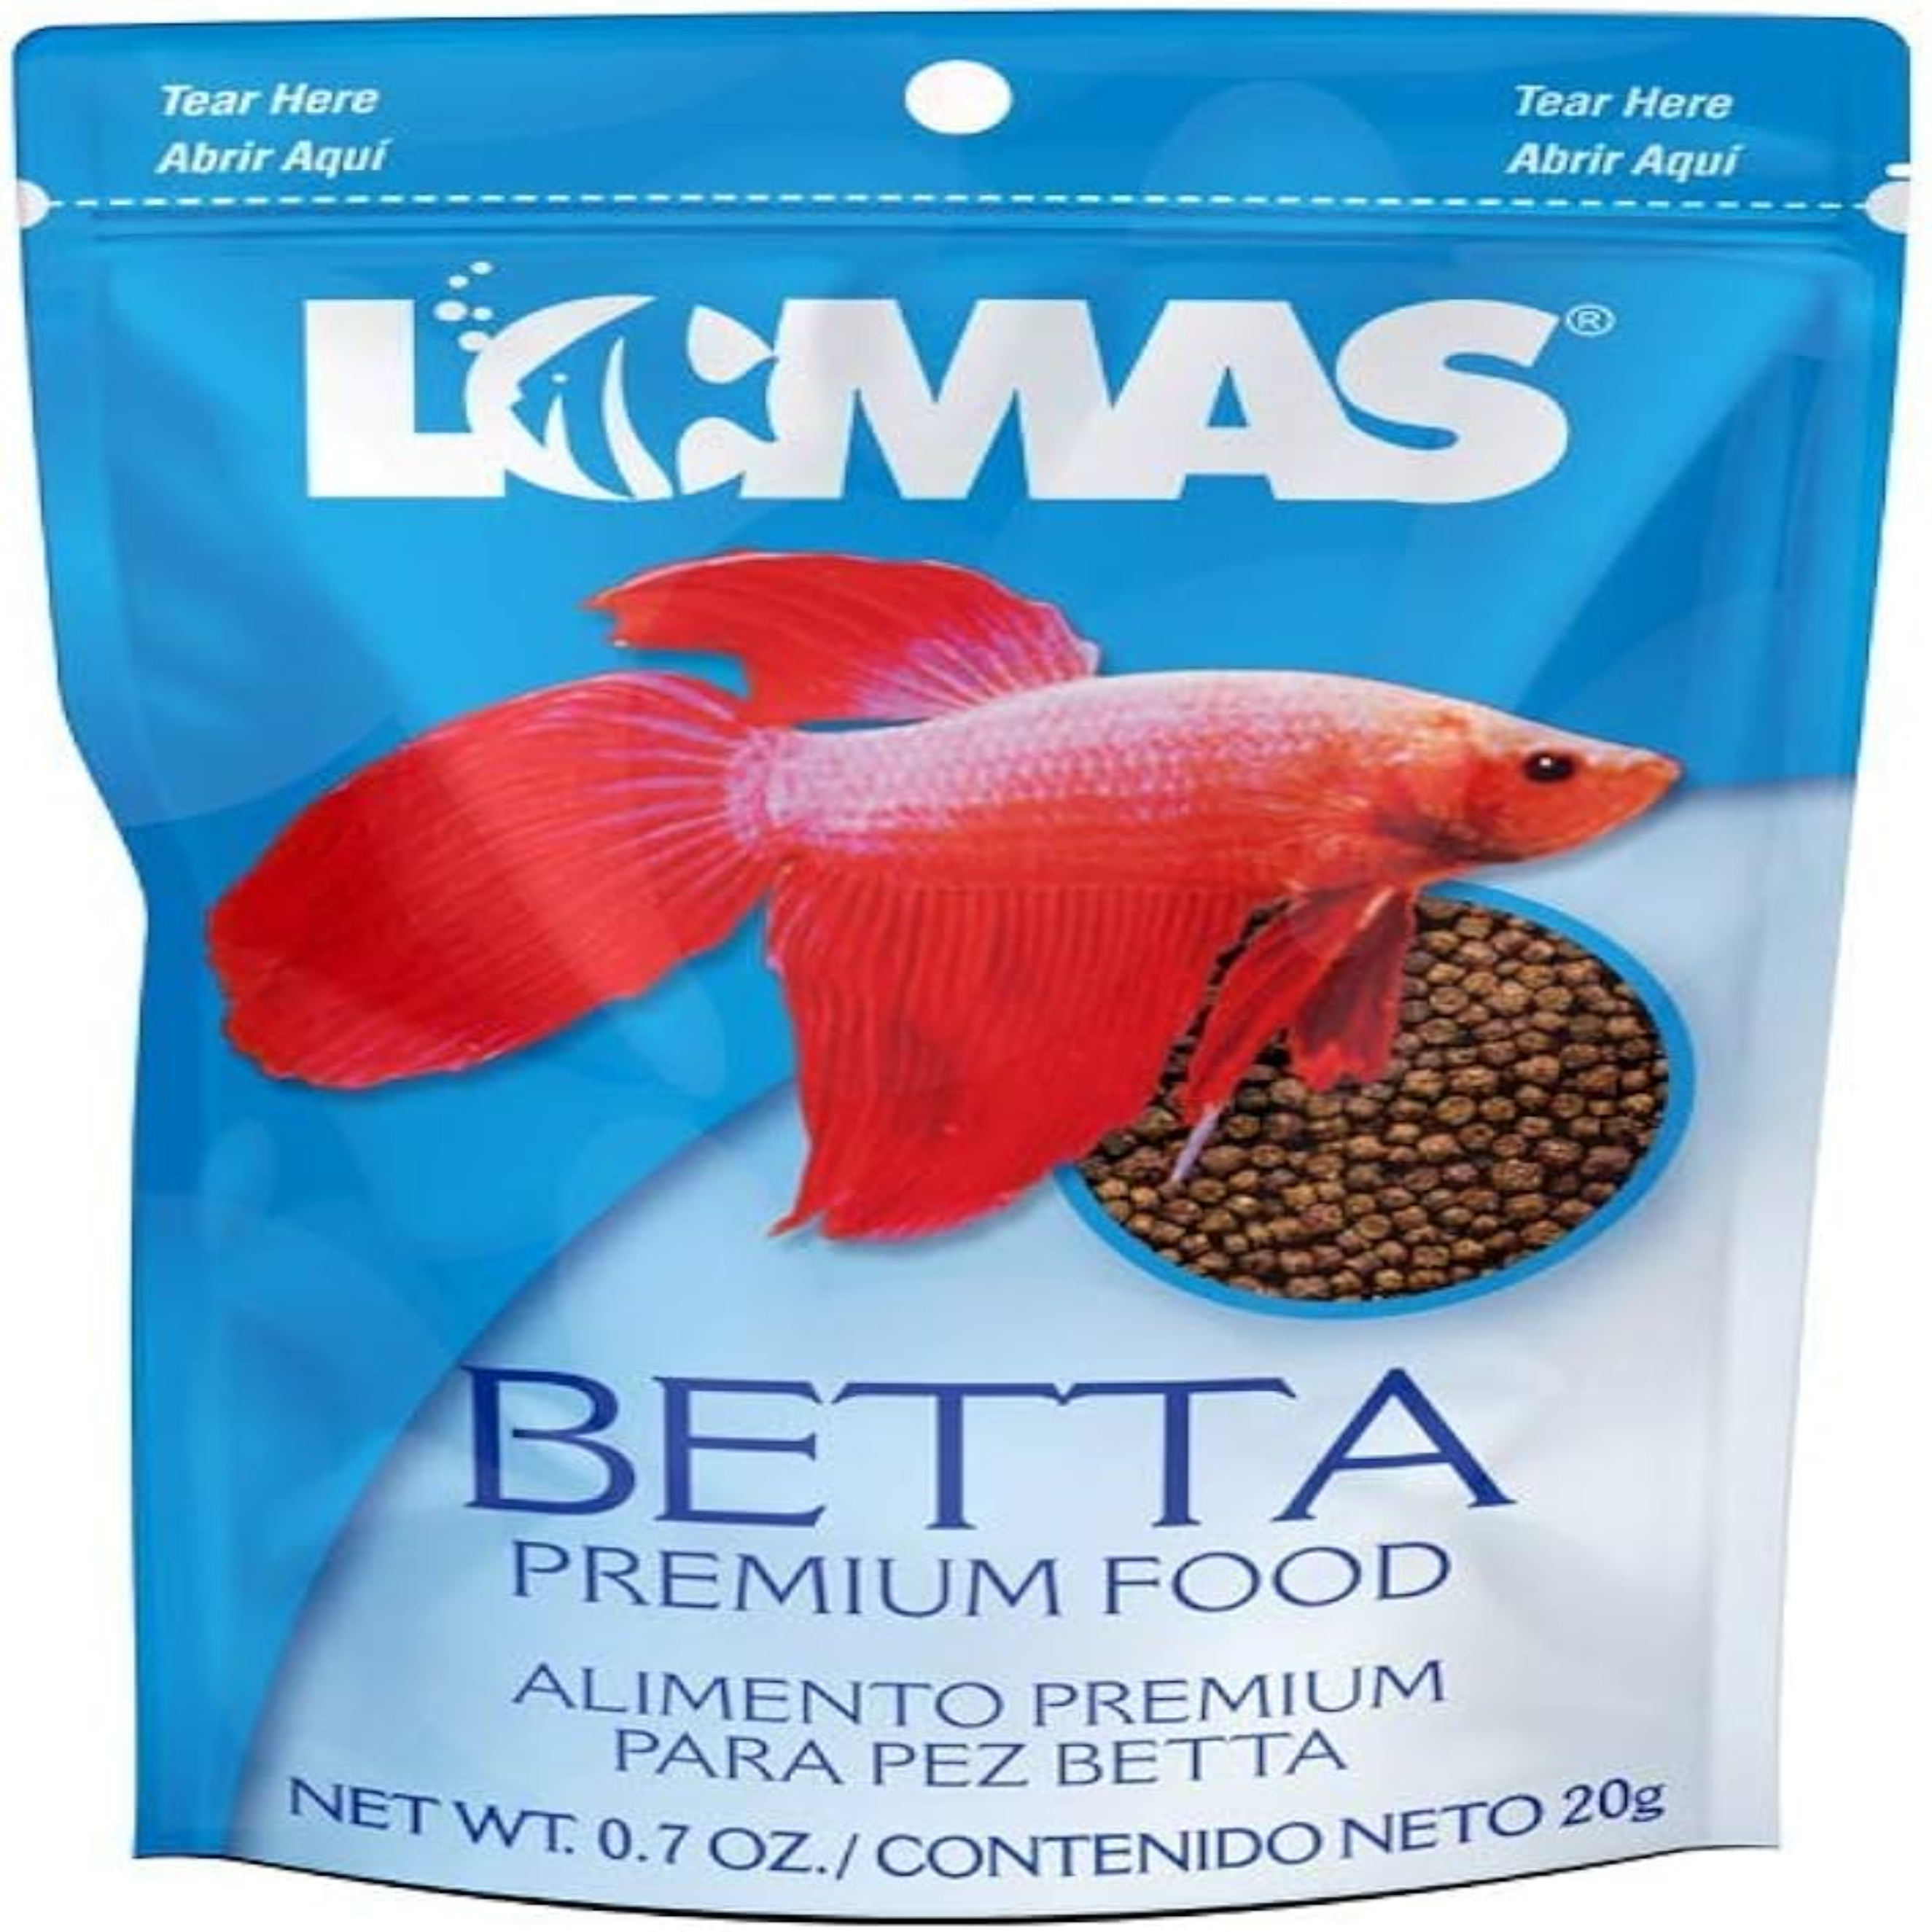 Tear Here
Abrir Aquí
Tear Here
Abrir Aquí
LOMAS®
BETTA
PREMIUM FOOD
ALIMENTO PREMIUM
PARA PEZ BETTA
NET WT. 0.7 OZ./ CONTENIDO NETO 20g